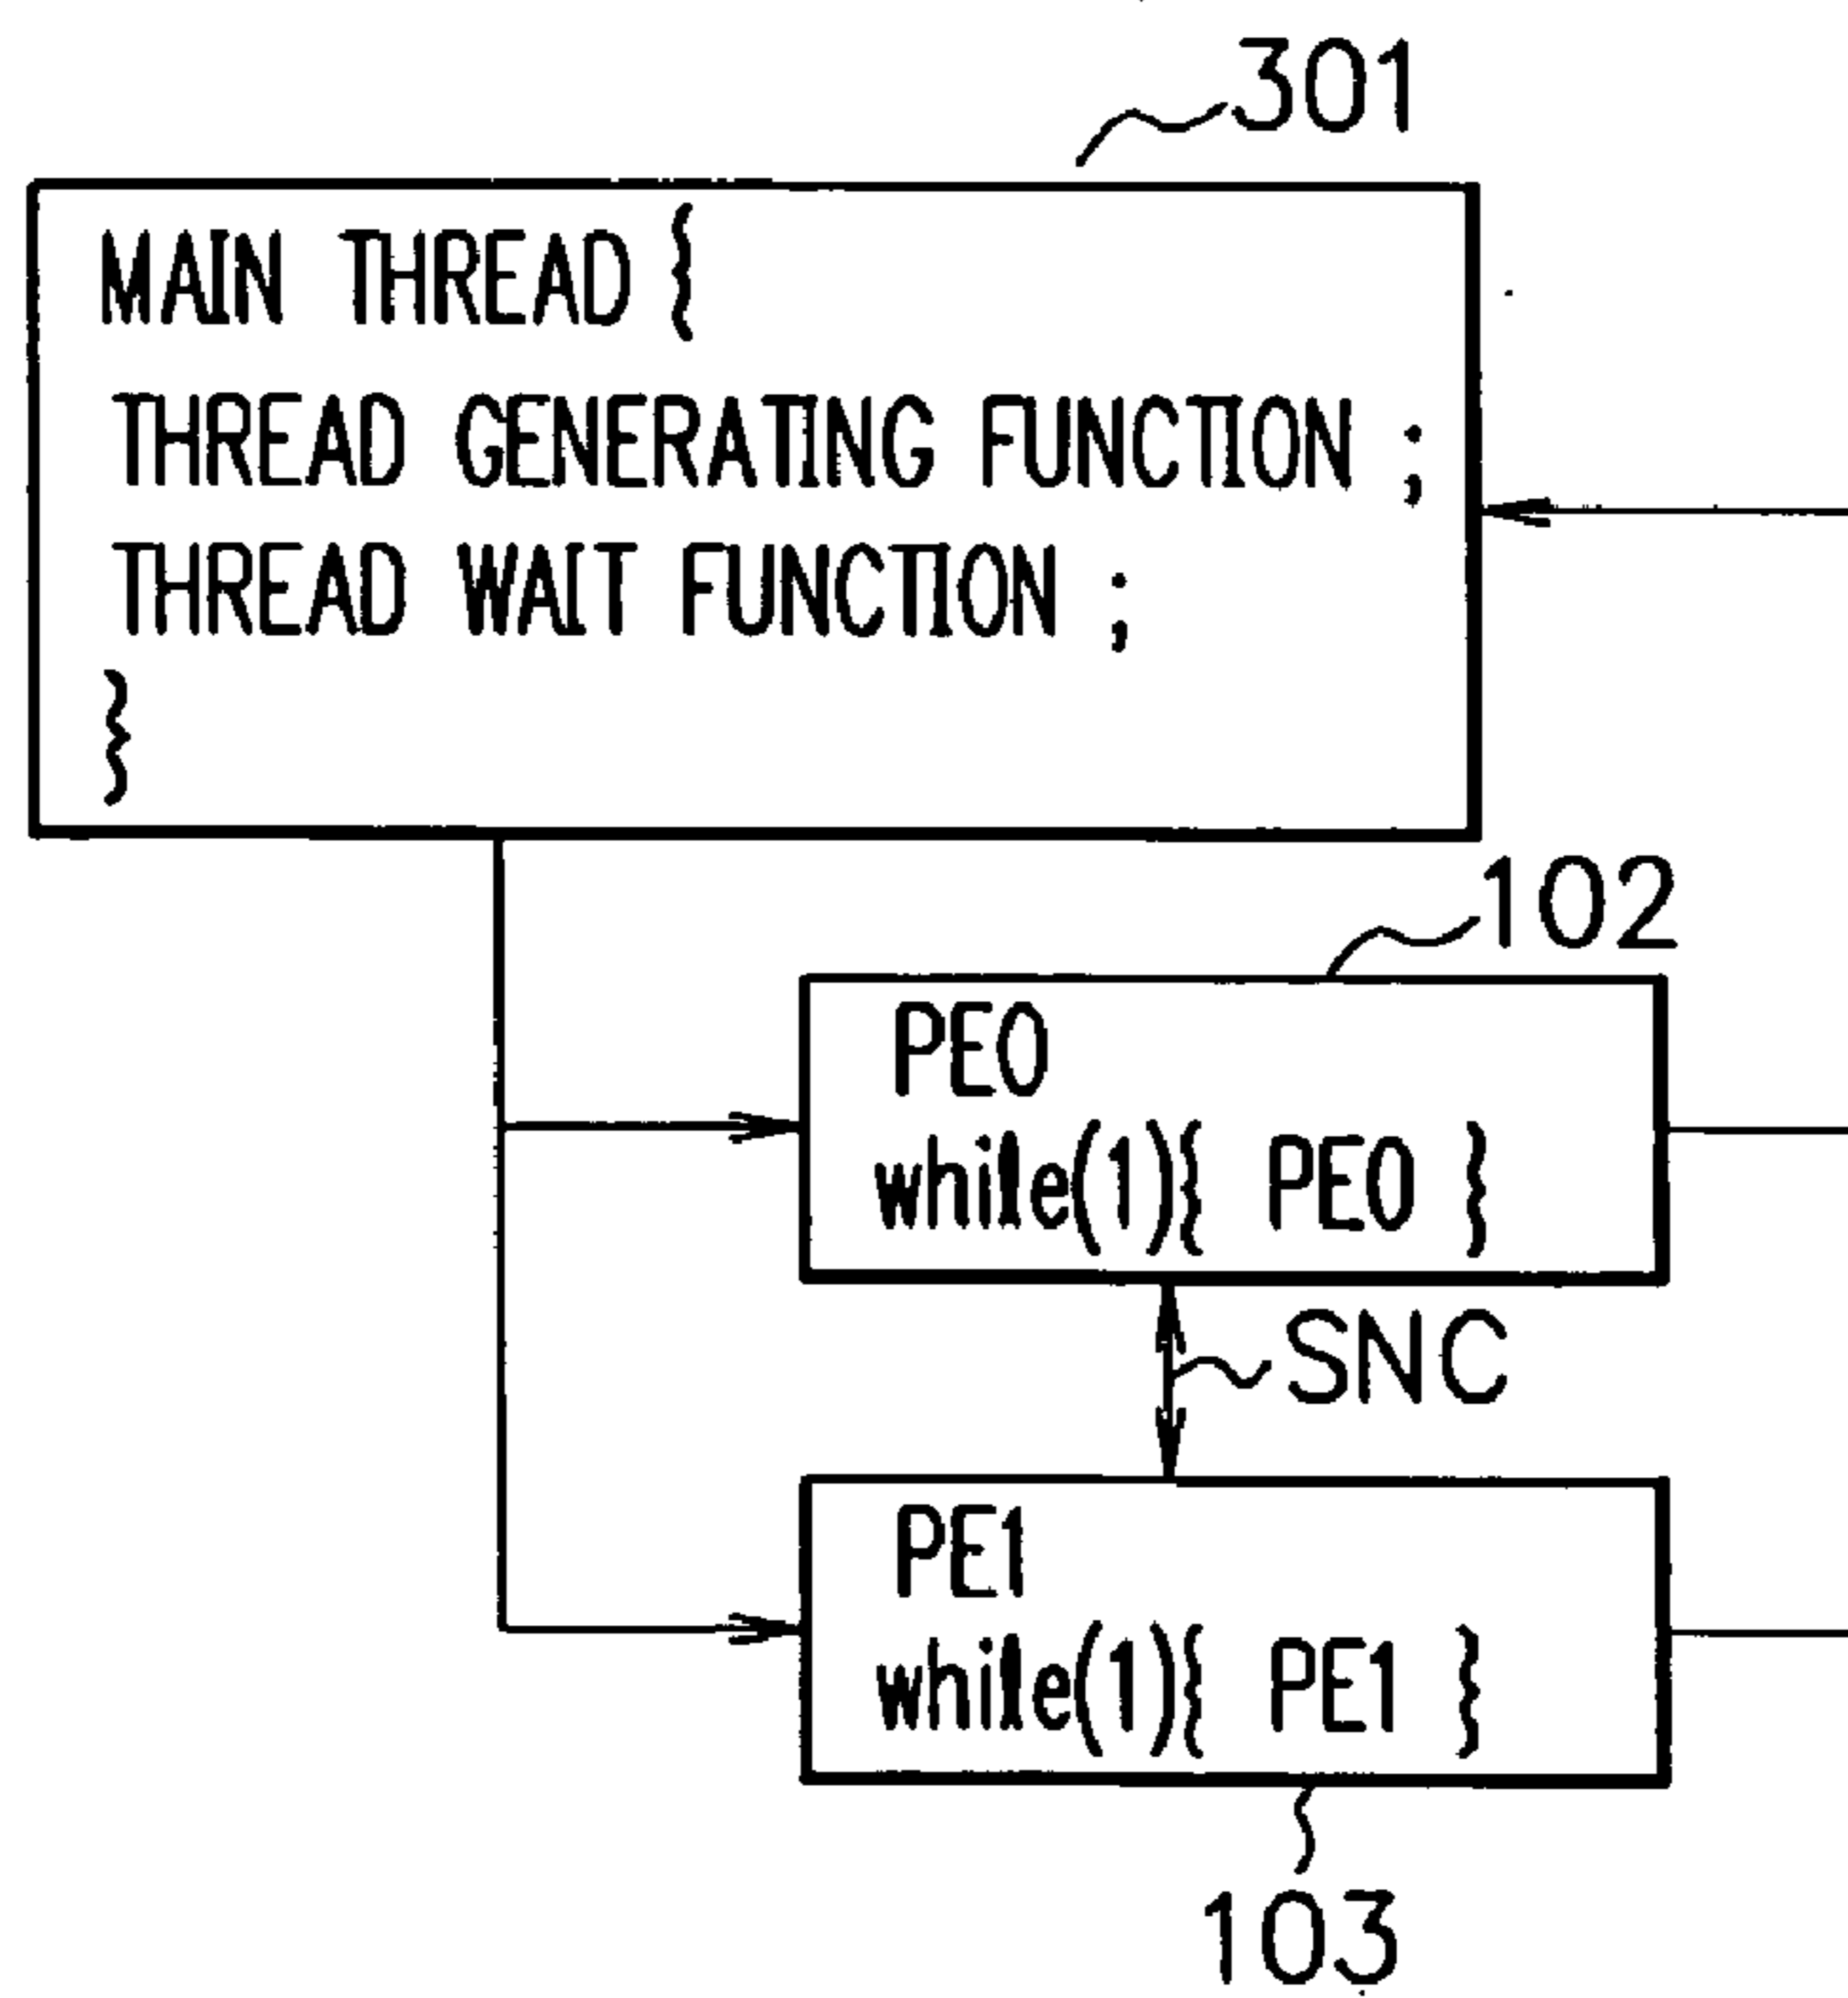 301
MAIN THREAD {
THREAD GENERATING FUNCTION ;
THREAD WAIT FUNCTION ;
}
102
PE0
while(1){ PE0 }
SNC
PE1
while(1){ PE1 }
103